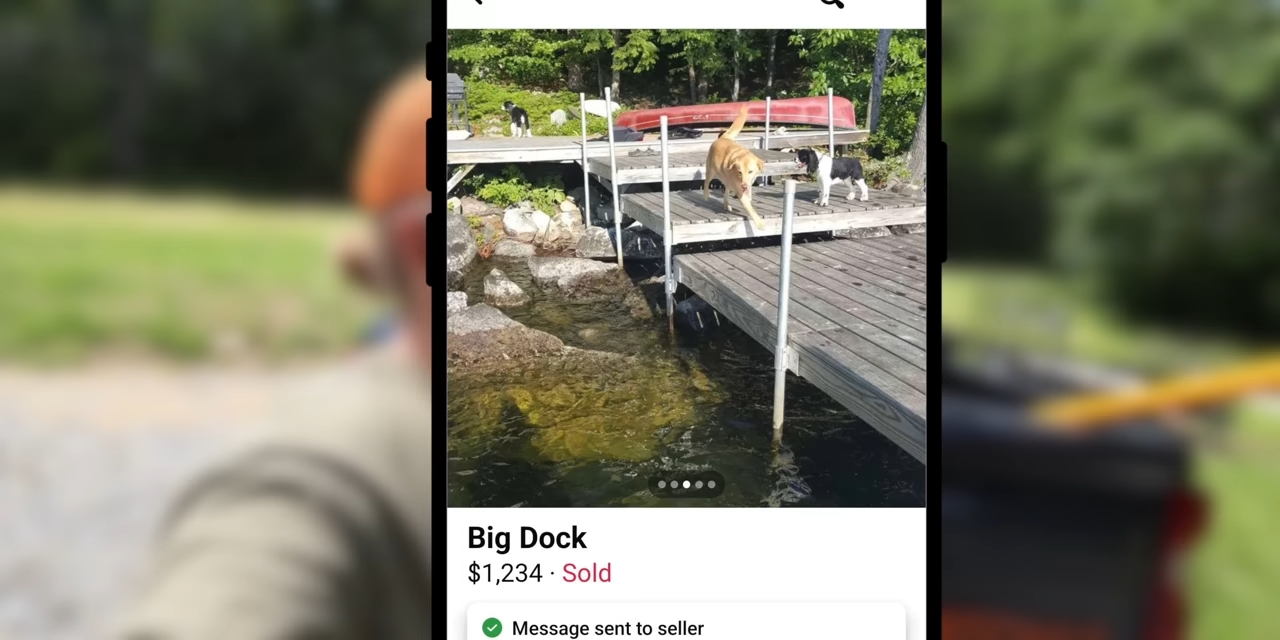 Big Dock
$1,234 · Sold
Message sent to seller